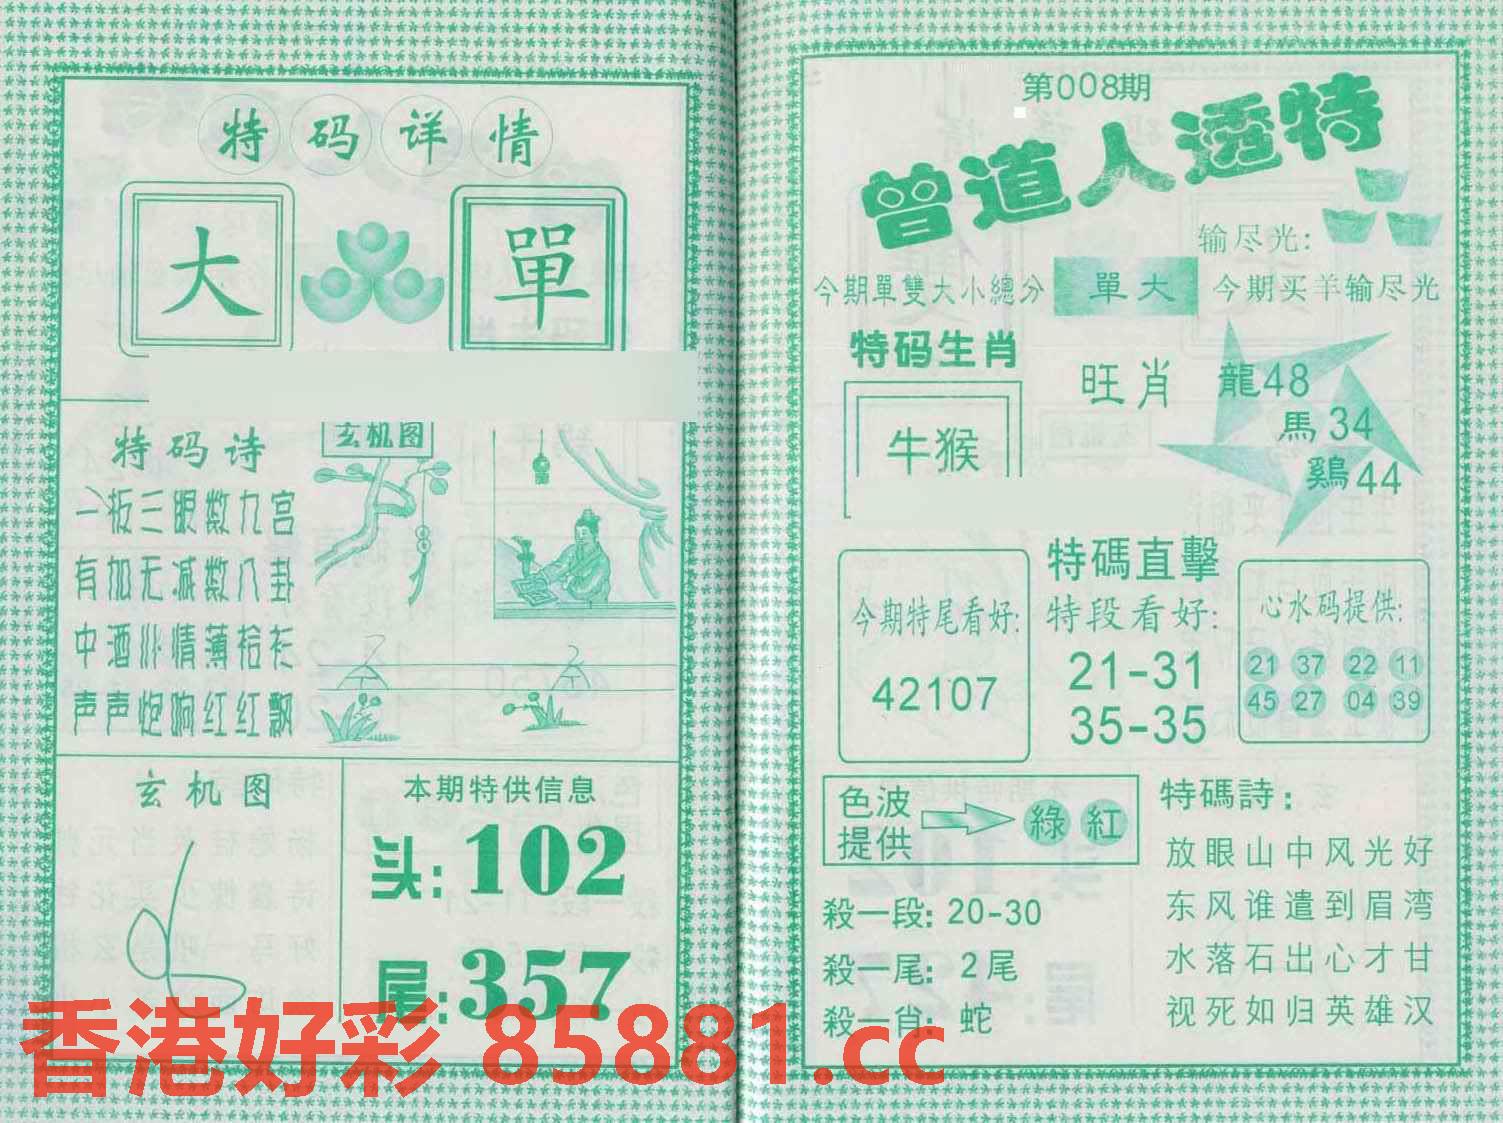 特码详情
大 單
特码诗
一板三眼数九宫
有加无减数八卦
中酒 情薄拾花
声声炮响红红飘
玄机图
玄机图
本期特供信息
头:102
尾:357
第008期
曾道人透特
输尽光:
今期單雙大小總分 單大 今期买羊输尽光
特码生肖
牛猴
旺肖
龍48
馬34
鷄44
今期特尾看好:
42107
特碼直擊
特段看好:
21-31
35-35
心水码提供:
21 37 22 11
45 27 04 39
色波提供 綠 紅
殺一段: 20-30
殺一尾: 2尾
殺一肖: 蛇
特碼詩:
放眼山中风光好
东风谁遣到眉湾
水落石出心才甘
视死如归英雄汉
香港好彩 85881.cc